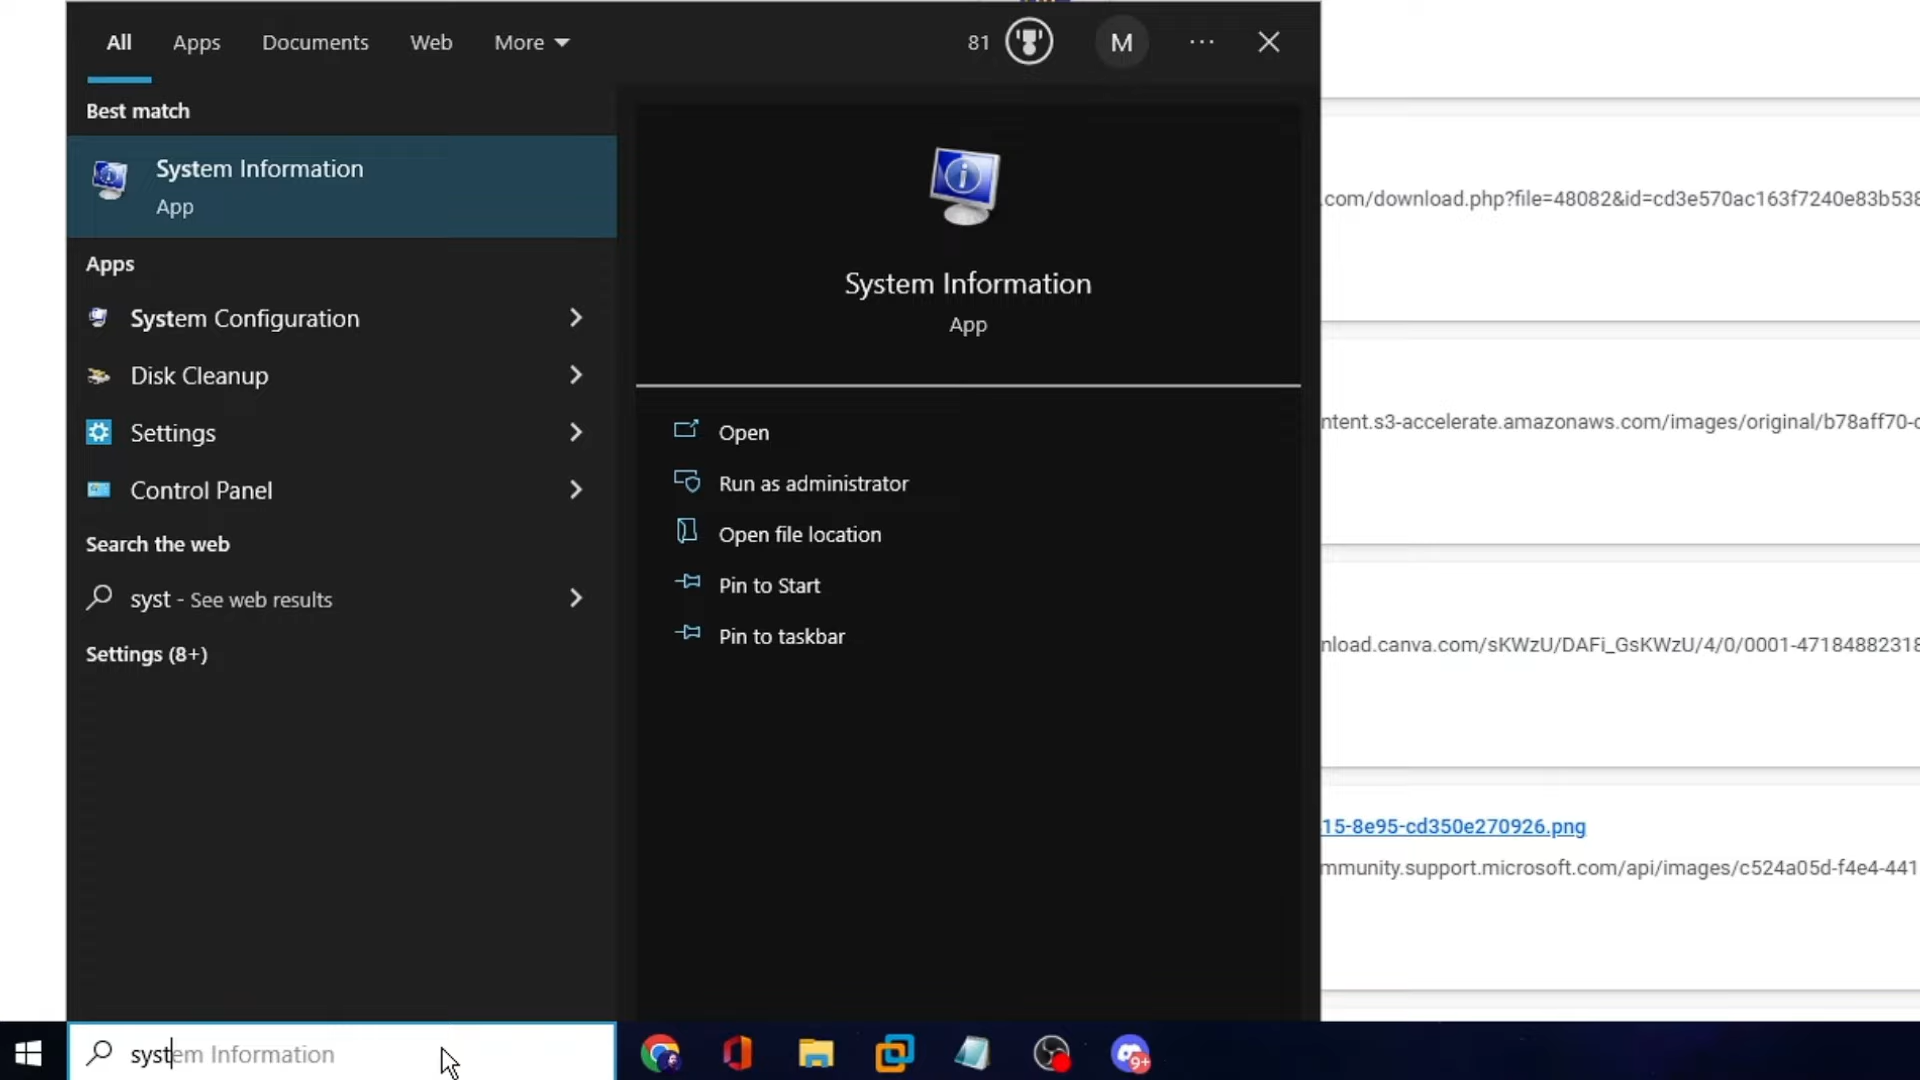 All Apps Documents Web More 81 M
Best match
System Information
App
Apps
System Configuration
Disk Cleanup
Settings
Control Panel
Search the web
syst - See web results
Settings (8+)
System Information
App
Open
Run as administrator
Open file location
Pin to Start
Pin to taskbar
.com/download.php?file=48082&id=cd3e570ac163f7240e83b538
ntent.s3-accelerate.amazonaws.com/images/original/b78aff70-c
nload.canva.com/sKWzU/DAFi_GsKWzU/4/0/0001-47184882318
15-8e95-cd350e270926.png
mmunity.support.microsoft.com/api/images/c524a05d-f4e4-441
system Information
9+